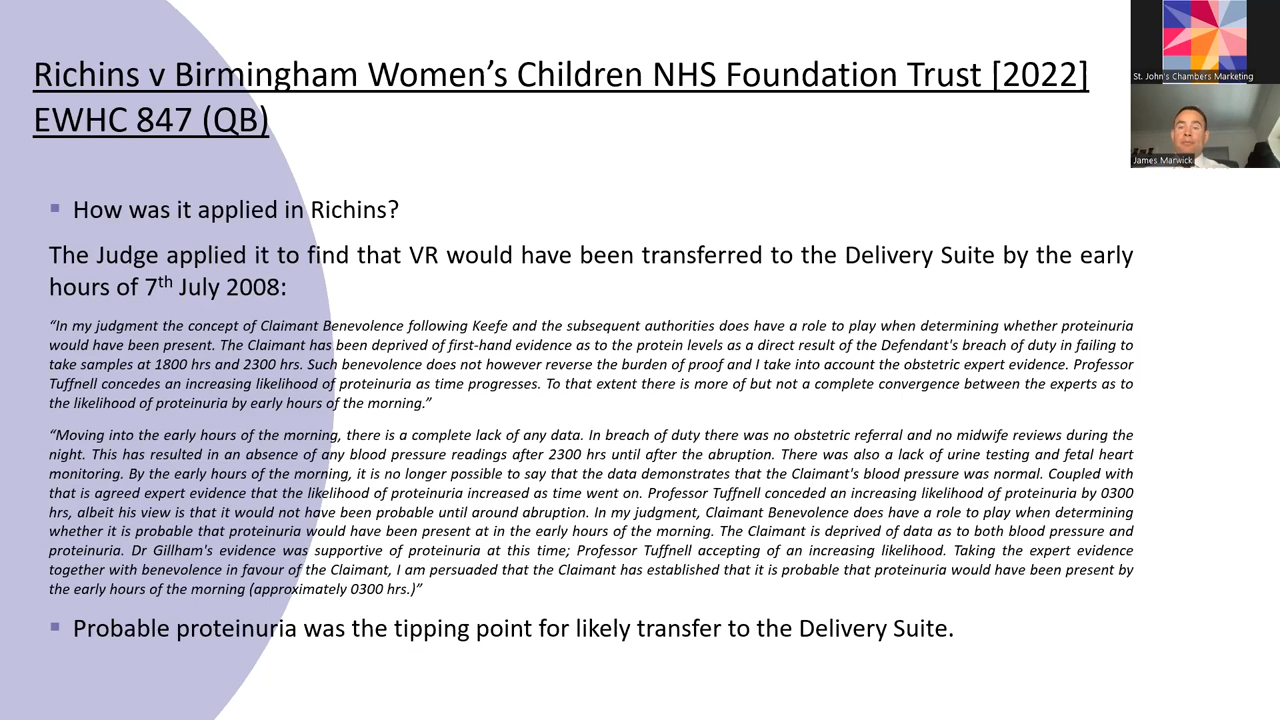 Richins v Birmingham Women’s Children NHS Foundation Trust [2022]
EWHC 847 (QB)
St. John's Chambers Marketing
James Marwick
▪ How was it applied in Richins?
The Judge applied it to find that VR would have been transferred to the Delivery Suite by the early
hours of 7th July 2008:
“In my judgment the concept of Claimant Benevolence following Keefe and the subsequent authorities does have a role to play when determining whether proteinuria
would have been present. The Claimant has been deprived of first-hand evidence as to the protein levels as a direct result of the Defendant's breach of duty in failing to
take samples at 1800 hrs and 2300 hrs. Such benevolence does not however reverse the burden of proof and I take into account the obstetric expert evidence. Professor
Tuffnell concedes an increasing likelihood of proteinuria as time progresses. To that extent there is more of but not a complete convergence between the experts as to
the likelihood of proteinuria by early hours of the morning.”
“Moving into the early hours of the morning, there is a complete lack of any data. In breach of duty there was no obstetric referral and no midwife reviews during the
night. This has resulted in an absence of any blood pressure readings after 2300 hrs until after the abruption. There was also a lack of urine testing and fetal heart
monitoring. By the early hours of the morning, it is no longer possible to say that the data demonstrates that the Claimant's blood pressure was normal. Coupled with
that is agreed expert evidence that the likelihood of proteinuria increased as time went on. Professor Tuffnell conceded an increasing likelihood of proteinuria by 0300
hrs, albeit his view is that it would not have been probable until around abruption. In my judgment, Claimant Benevolence does have a role to play when determining
whether it is probable that proteinuria would have been present at in the early hours of the morning. The Claimant is deprived of data as to both blood pressure and
proteinuria. Dr Gillham's evidence was supportive of proteinuria at this time; Professor Tuffnell accepting of an increasing likelihood. Taking the expert evidence
together with benevolence in favour of the Claimant, I am persuaded that the Claimant has established that it is probable that proteinuria would have been present by
the early hours of the morning (approximately 0300 hrs.)”
▪ Probable proteinuria was the tipping point for likely transfer to the Delivery Suite.